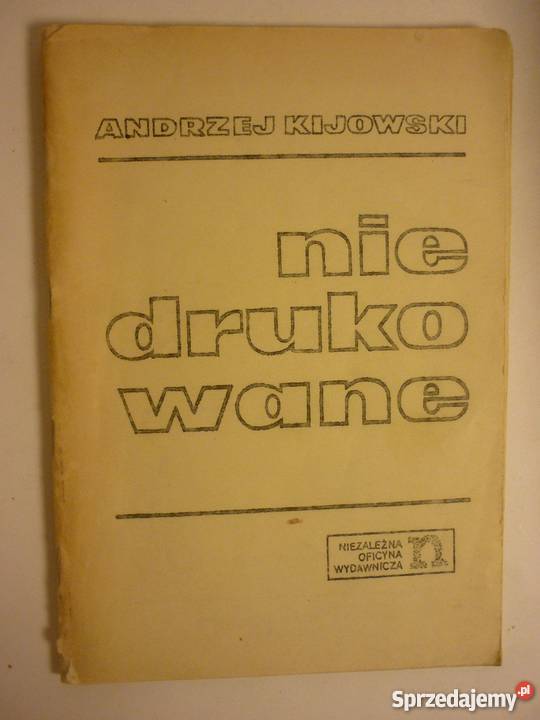 ANDRZEJ KIJOWSKI
nie
druko
wane
NIEZALEŻNA
OFICYNA
WYDAWNICZA
n
Sprzedajemy.pl